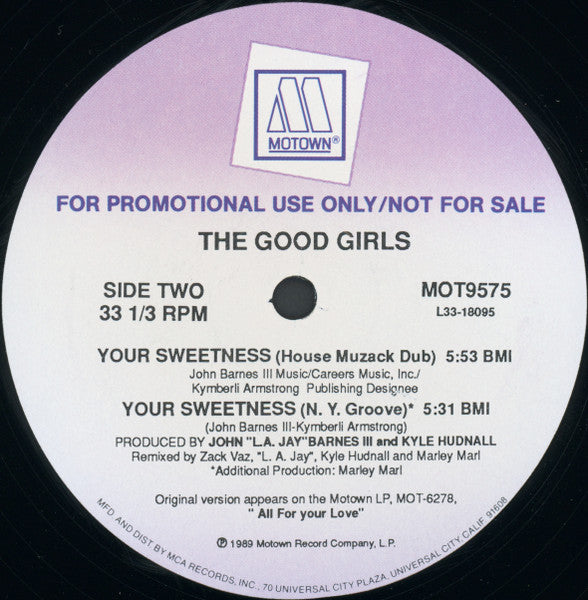 MOTOWN®
FOR PROMOTIONAL USE ONLY/NOT FOR SALE
THE GOOD GIRLS
SIDE TWO
33 1/3 RPM
MOT9575
L33-18095
YOUR SWEETNESS (House Muzack Dub) 5:53 BMI
John Barnes III Music/Careers Music, Inc./
Kymberli Armstrong Publishing Designee
YOUR SWEETNESS (N. Y. Groove)* 5:31 BMI
(John Barnes III-Kymberli Armstrong)
PRODUCED BY JOHN "L.A. JAY"BARNES III and KYLE HUDNALL
Remixed by Zack Vaz, "L. A. Jay", Kyle Hudnall and Marley Marl
*Additional Production: Marley Marl
Original version appears on the Motown LP, MOT-6278,
" All For your Love"
℗ 1989 Motown Record Company, L.P.
MFD. AND DIST. BY MCA RECORDS, INC., 70 UNIVERSAL CITY PLAZA, UNIVERSAL CITY, CALIF. 91608